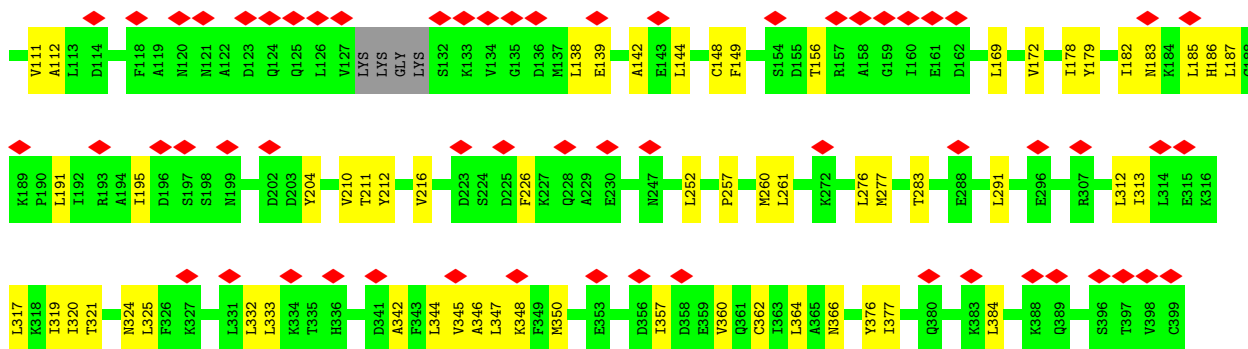 V111 A112 L113 D114 F118 A119 N120 N121 A122 D123 Q124 Q125 L126 V127 LYS LYS GLY LYS S132 K133 V134 G135 D136 M137 L138 E139 A142 E143 L144 C148 F149 S154 D155 T156 R157 A158 G159 I160 E161 D162 L169 V172 I178 Y179 I182 N183 K184 L185 H186 L187
K189 P190 L191 I192 R193 A194 I195 D196 S197 S198 N199 D202 D203 Y204 V210 T211 Y212 V216 D223 S224 D225 F226 K227 Q228 A229 E230 N247 L252 P257 M260 L261 K272 L276 M277 T283 E288 L291 E296 R307 L312 I313 L314 E315 K316
L317 K318 I319 I320 T321 N324 L325 F326 K327 L331 L332 L333 K334 T335 H336 D341 A342 F343 L344 V345 A346 L347 K348 F349 M350 E353 D356 I357 D358 E359 V360 Q361 C362 I363 L364 A365 N366 Y376 I377 Q380 K383 L384 K388 Q389 S396 T397 V398 C399